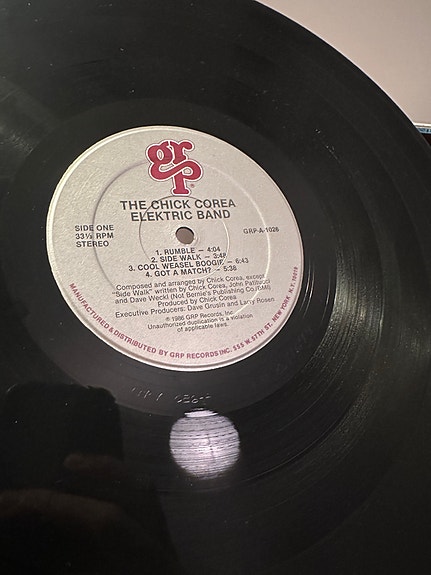 grp®
THE CHICK COREA
ELEKTRIC BAND
SIDE ONE
33⅓ RPM
STEREO
GRP-A-1026
1. RUMBLE — 4:04
2. SIDE WALK — 3:48
3. COOL WEASEL BOOGIE — 6:43
4. GOT A MATCH? — 5:38
Composed and arranged by Chick Corea, except
"Side Walk" written by Chick Corea, John Patitucci
and Dave Weckl (Not Bernie's Publishing Co./BMI)
Produced by Chick Corea
Executive Producers: Dave Grusin and Larry Rosen
℗ 1986 GRP Records, Inc.
Unauthorized duplication is a violation
of applicable laws.
MANUFACTURED & DISTRIBUTED BY GRP RECORDS INC. 555 W. 57TH ST. NEW YORK N.Y. 10019